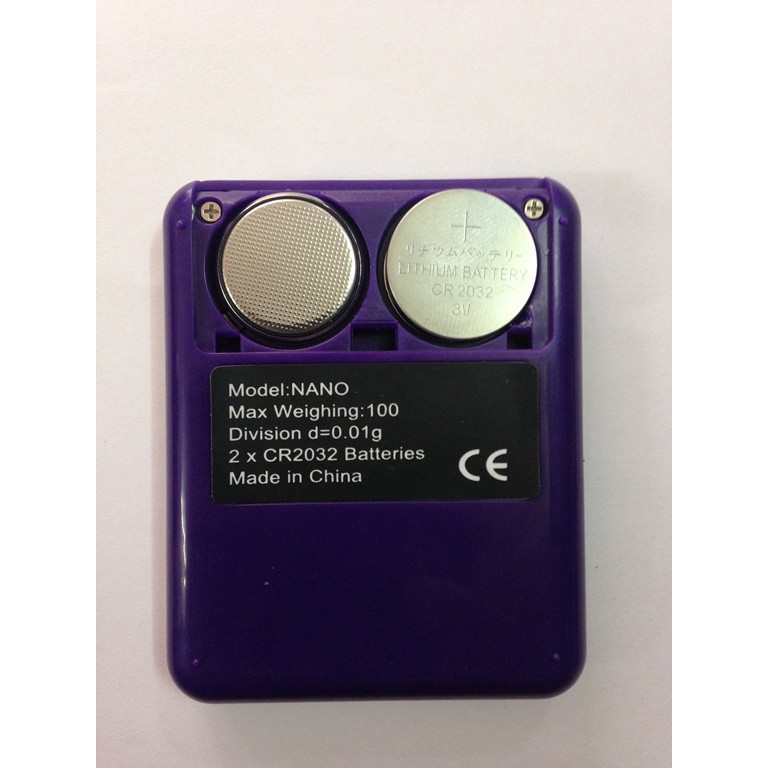 +
リチウムバッテリー
LITHIUM BATTERY
CR 2032
3V
Model:NANO
Max Weighing:100
Division d=0.01g
2 x CR2032 Batteries
Made in China
CE